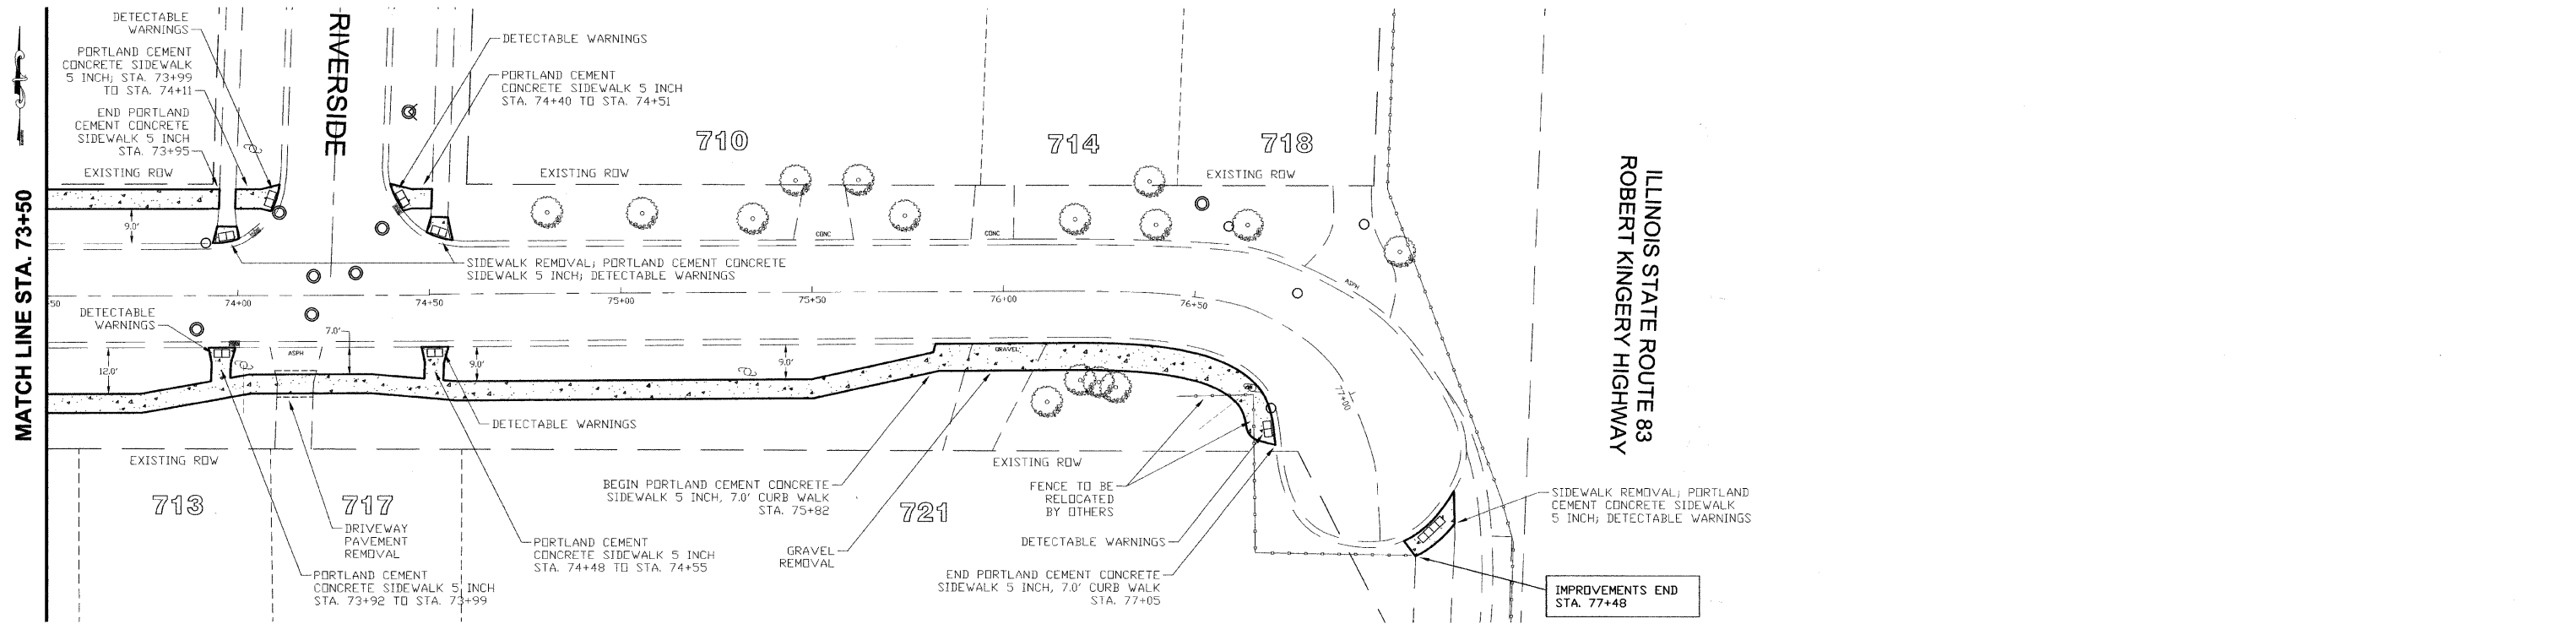 MATCH LINE STA. 73+50
DETECTABLE
WARNINGS
PORTLAND CEMENT
CONCRETE SIDEWALK
5 INCH; STA. 73+99
TO STA. 74+11
END PORTLAND
CEMENT CONCRETE
SIDEWALK 5 INCH
STA. 73+95
EXISTING ROW
9.0'
RIVERSIDE
DETECTABLE WARNINGS
PORTLAND CEMENT
CONCRETE SIDEWALK 5 INCH
STA. 74+40 TO STA. 74+51
710
714
718
EXISTING ROW
EXISTING ROW
CONC
CONC
SIDEWALK REMOVAL; PORTLAND CEMENT CONCRETE
SIDEWALK 5 INCH; DETECTABLE WARNINGS
ASPH
ILLINOIS STATE ROUTE 83
ROBERT KINGERY HIGHWAY
+50
74+00
74+50
75+00
75+50
76+00
76+50
77+00
DETECTABLE
WARNINGS
7.0'
ASPH
12.0'
9.0'
9.0'
GRAVEL
DETECTABLE WARNINGS
EXISTING ROW
EXISTING ROW
713
717
721
DRIVEWAY
PAVEMENT
REMOVAL
PORTLAND CEMENT
CONCRETE SIDEWALK 5 INCH
STA. 73+92 TO STA. 73+99
PORTLAND CEMENT
CONCRETE SIDEWALK 5 INCH
STA. 74+48 TO STA. 74+55
BEGIN PORTLAND CEMENT CONCRETE
SIDEWALK 5 INCH, 7.0' CURB WALK
STA. 75+82
GRAVEL
REMOVAL
FENCE TO BE
RELOCATED
BY OTHERS
DETECTABLE WARNINGS
END PORTLAND CEMENT CONCRETE
SIDEWALK 5 INCH, 7.0' CURB WALK
STA. 77+05
SIDEWALK REMOVAL; PORTLAND
CEMENT CONCRETE SIDEWALK
5 INCH; DETECTABLE WARNINGS
IMPROVEMENTS END
STA. 77+48